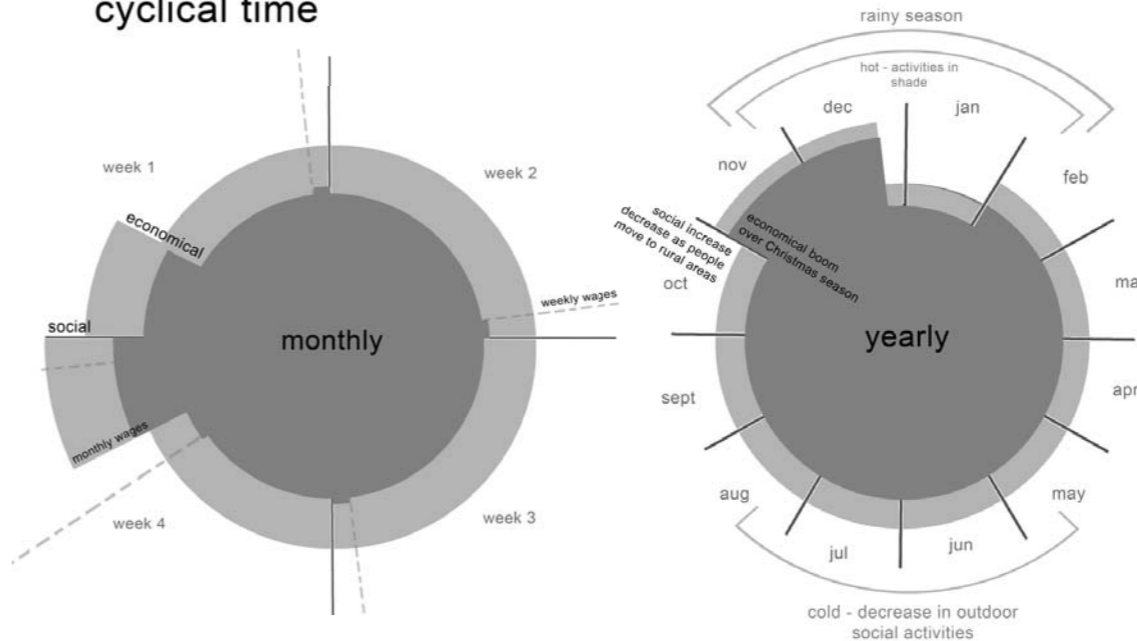 cyclical time
week 1
week 2
economical
social
weekly wages
monthly
monthly wages
week 4
week 3
rainy season
hot - activities in
shade
dec
jan
nov
feb
social increase
decrease as people
move to rural areas
economical boom
over Christmas season
oct
ma
yearly
sept
apr
aug
may
jul
jun
cold - decrease in outdoor
social activities